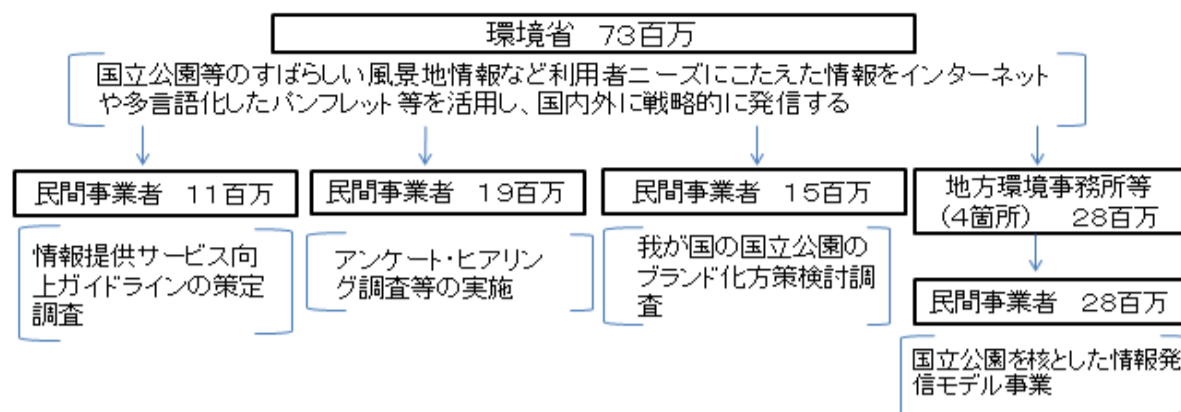 環境省 73百万
国立公園等のすばらしい風景地情報など利用者ニーズにこたえた情報をインターネット
や多言語化したパンフレット等を活用し、国内外に戦略的に発信する
民間事業者 11百万
民間事業者 19百万
民間事業者 15百万
地方環境事務所等
(4箇所) 28百万
情報提供サービス向
上ガイドラインの策定
調査
アンケート・ヒアリン
グ調査等の実施
我が国の国立公園の
ブランド化方策検討調
査
民間事業者 28百万
国立公園を核とした情報発
信モデル事業